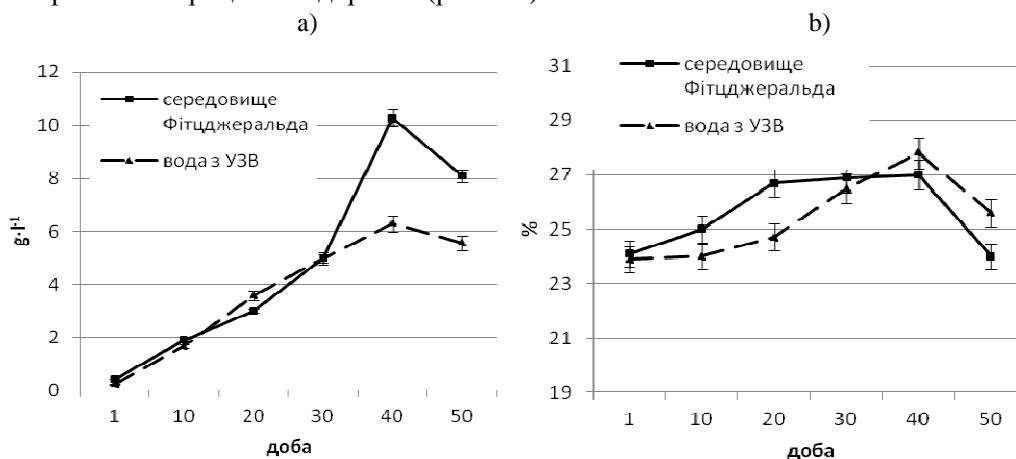 a)
b)
12
10
8
6
4
2
0
g·l⁻¹
середовище
Фітцджеральда
вода з УЗВ
1 10 20 30 40 50
доба
31
29
27
25
23
21
19
%
середовище
Фітцджеральда
вода з УЗВ
1 10 20 30 40 50
доба